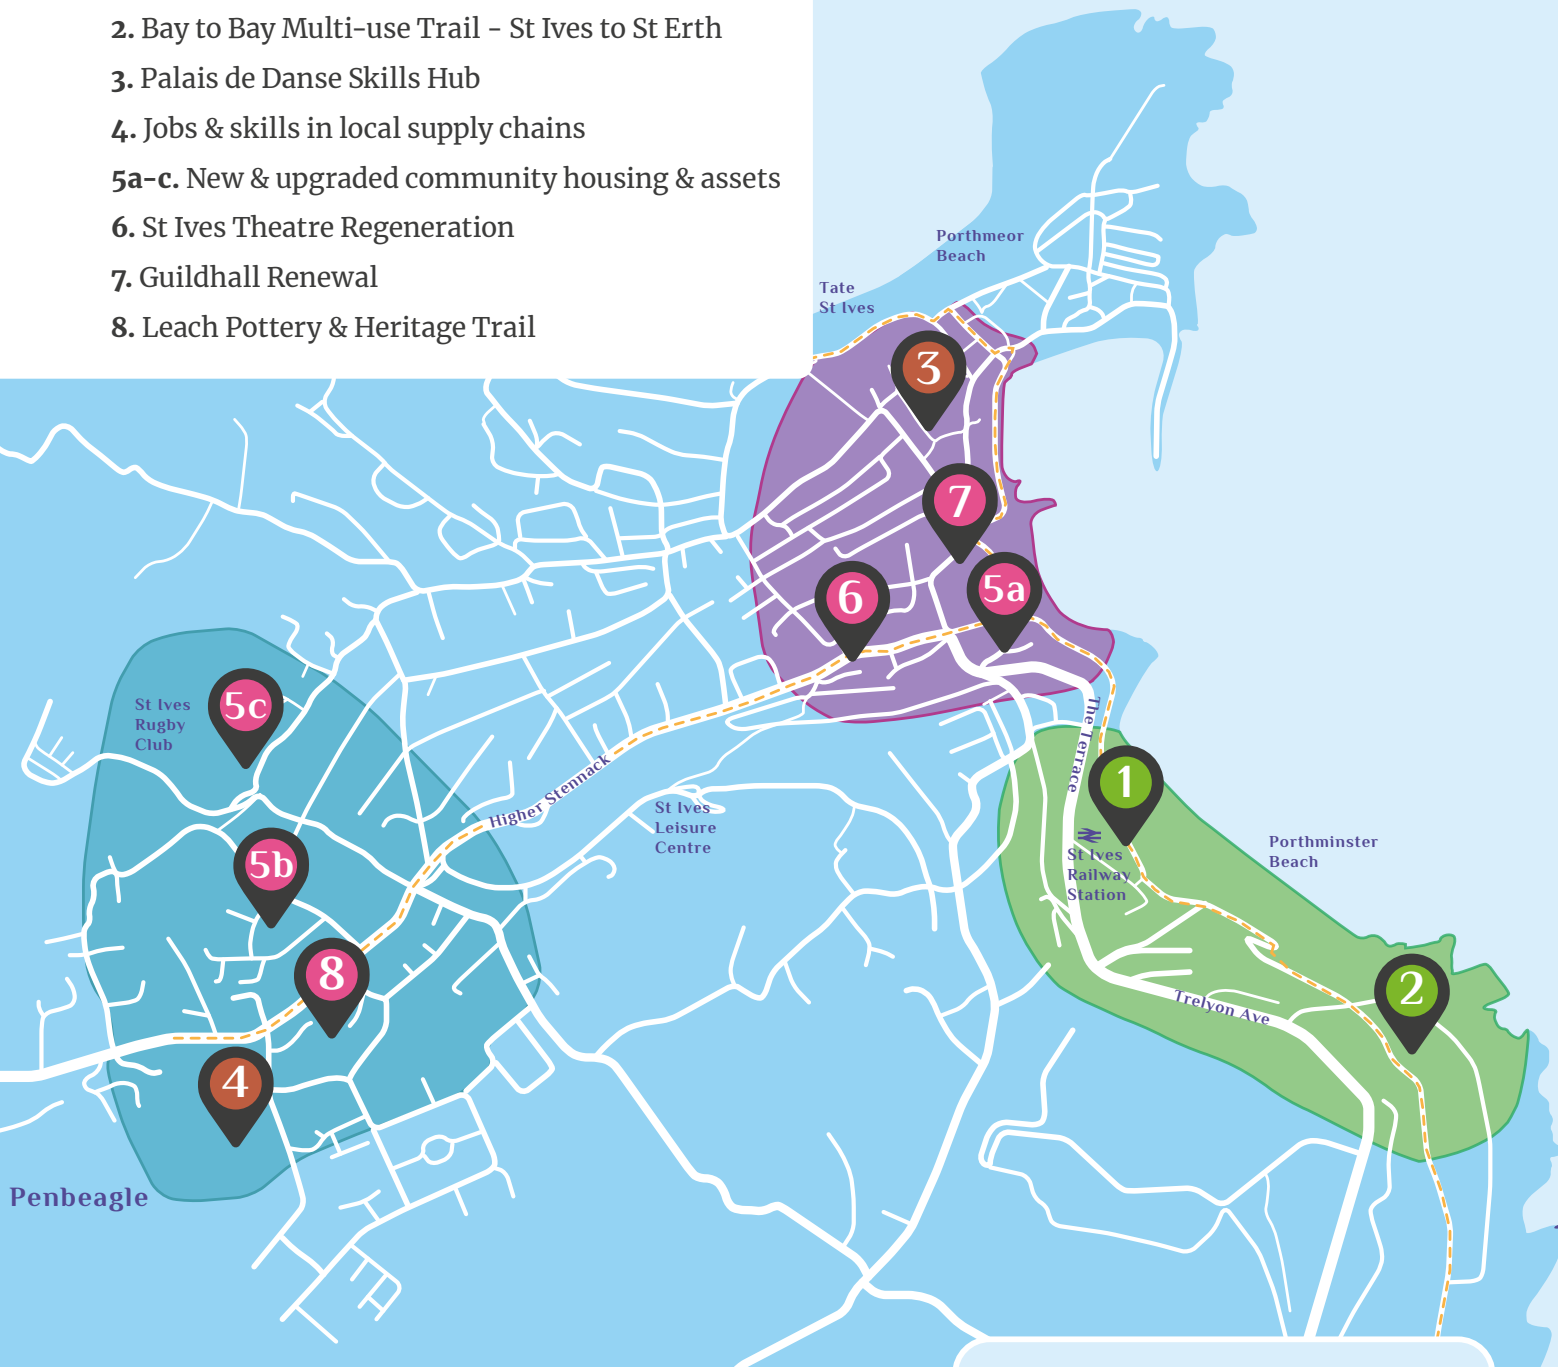 2. Bay to Bay Multi-use Trail - St Ives to St Erth
3. Palais de Danse Skills Hub
4. Jobs & skills in local supply chains
5a-c. New & upgraded community housing & assets
6. St Ives Theatre Regeneration
7. Guildhall Renewal
8. Leach Pottery & Heritage Trail
Porthmeor
Beach
Tate
St Ives
3
7
6
5a
5c
St Ives
Rugby
Club
The Terrace
1
Higher Stennack
St Ives
Leisure
Centre
St Ives
Railway
Station
Porthminster
Beach
5b
8
2
Trelyon Ave
4
Penbeagle